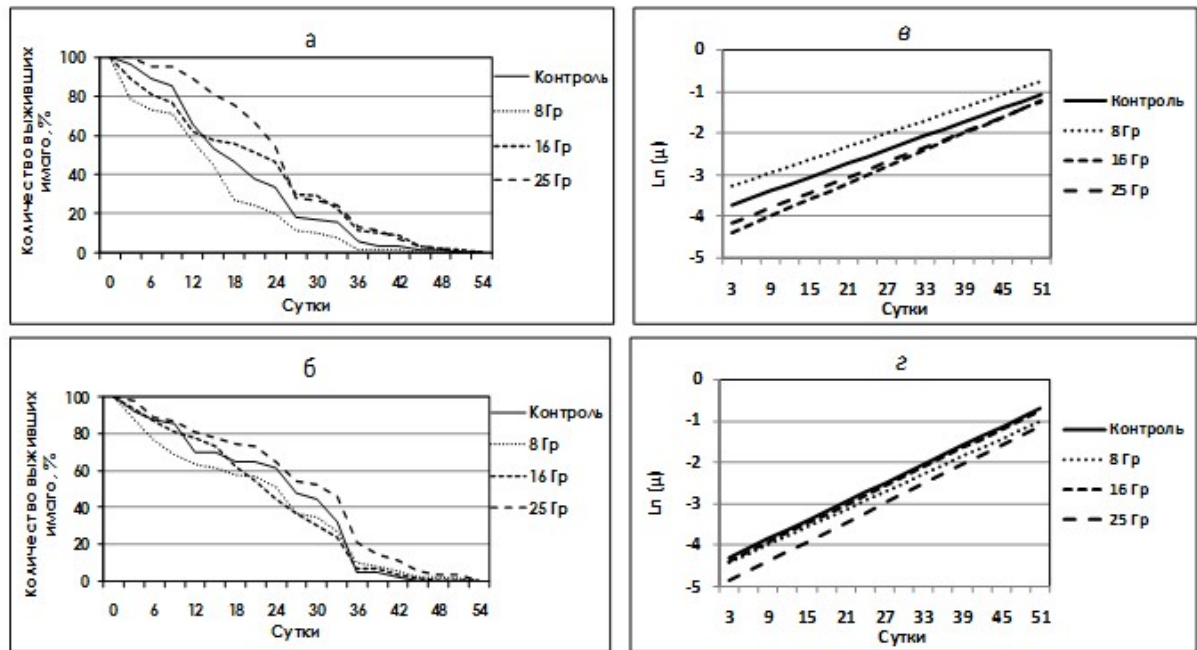 а
100
80
60
40
20
0
0 6 12 18 24 30 36 42 48 54
Сутки
Количество выживших имаго, %
Контроль
8 Гр
16 Гр
25 Гр
в
0
-1
-2
-3
-4
-5
3 9 15 21 27 33 39 45 51
Сутки
Ln (μ)
Контроль
8 Гр
16 Гр
25 Гр
б
100
80
60
40
20
0
0 6 12 18 24 30 36 42 48 54
Сутки
Количество выживших имаго, %
Контроль
8 Гр
16 Гр
25 Гр
г
0
-1
-2
-3
-4
-5
3 9 15 21 27 33 39 45 51
Сутки
Ln (μ)
Контроль
8 Гр
16 Гр
25 Гр